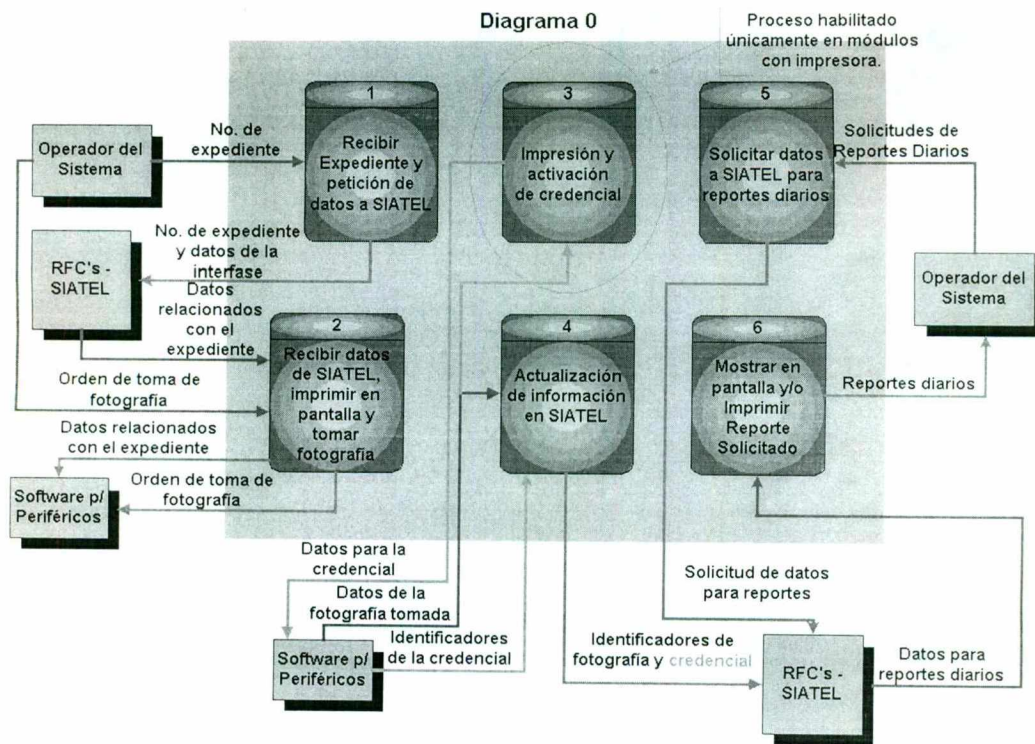 Diagrama 0
Proceso habilitado
únicamente en módulos
con impresora.
1
Recibir
Expediente y
petición de
datos a SIATEL
3
Impresión y
activación
de credencial
5
Solicitar datos
a SIATEL para
reportes diarios
Operador del
Sistema
No. de
expediente
Solicitudes de
Reportes Diarios
No. de expediente
y datos de la
interfase
RFC's -
SIATEL
Datos
relacionados
con el
expediente
Operador del
Sistema
2
Recibir datos
de SIATEL,
imprimir en
pantalla y
tomar
fotografía
4
Actualización
de información
en SIATEL
6
Mostrar en
pantalla y/o
Imprimir
Reporte
Solicitado
Orden de toma de
fotografía
Reportes diarios
Datos relacionados
con el expediente
Software p/
Periféricos
Orden de toma de
fotografía
Datos para la
credencial
Datos de la
fotografía tomada
Software p/
Periféricos
Identificadores
de la credencial
Solicitud de datos
para reportes
Identificadores de
fotografía y credencial
RFC's -
SIATEL
Datos para
reportes diarios